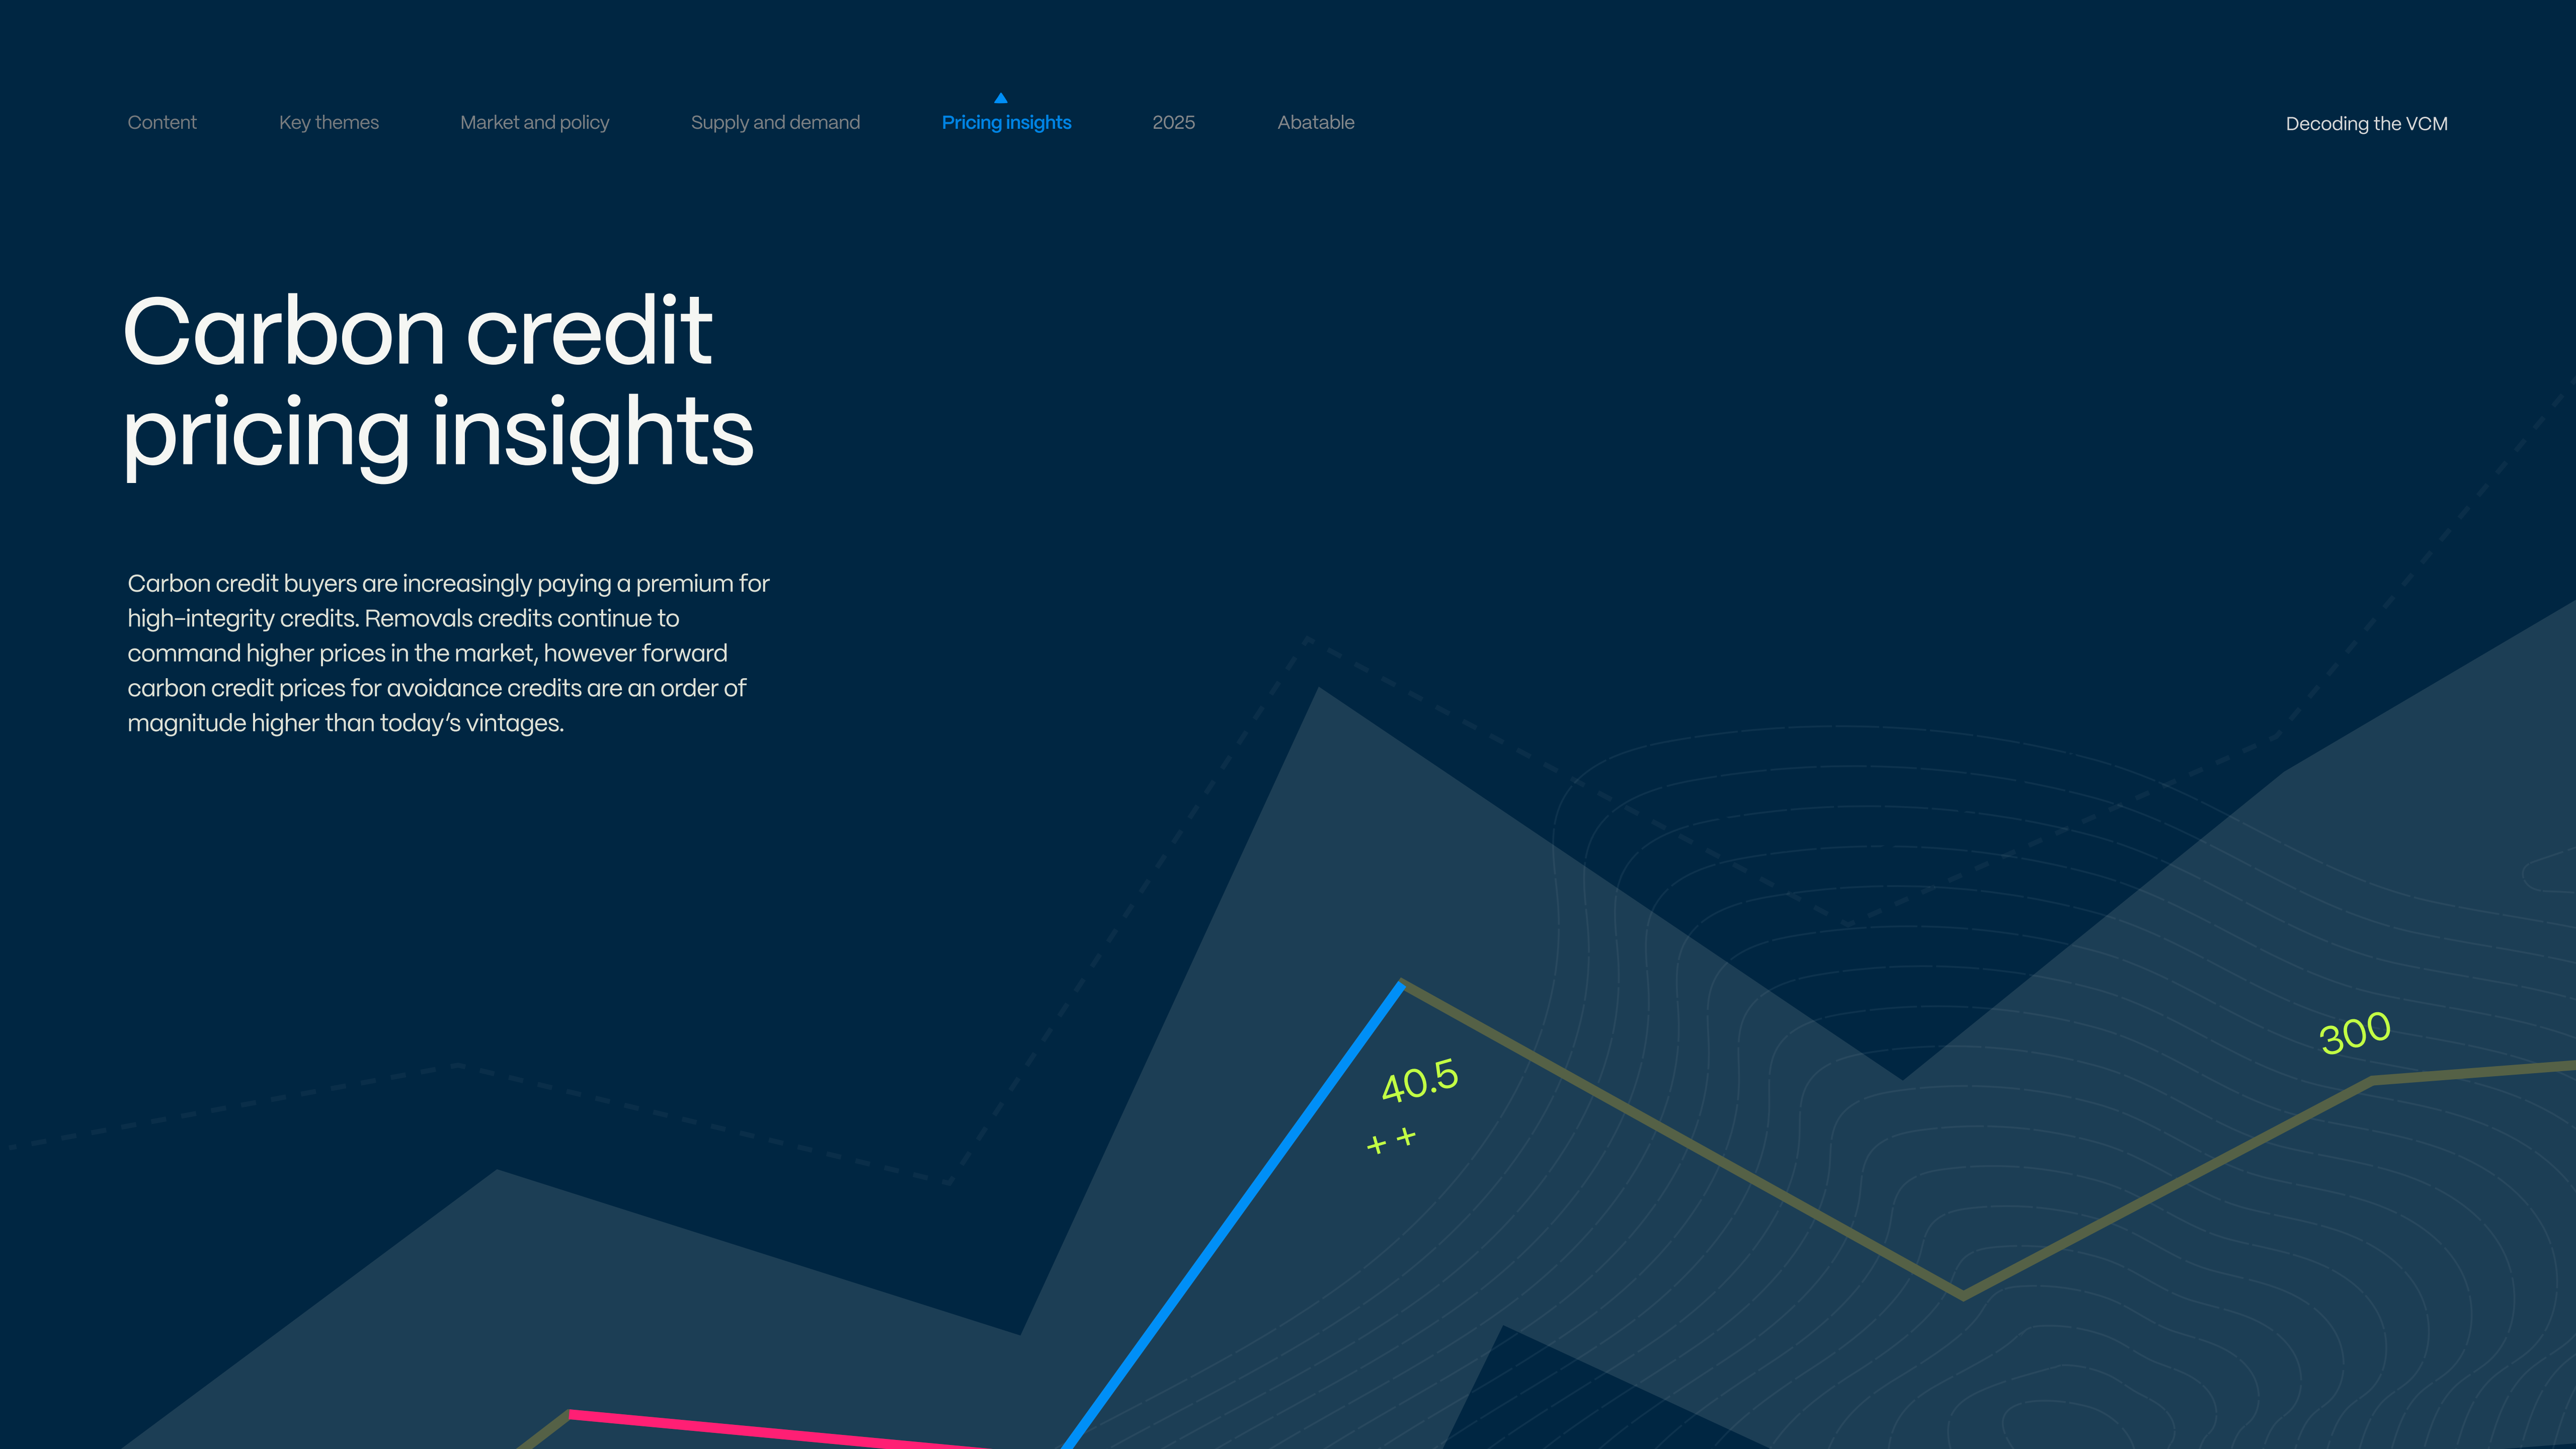 Content Key themes Market and policy Supply and demand Pricing insights 2025 Abatable Decoding the VCM
Carbon credit
pricing insights
Carbon credit buyers are increasingly paying a premium for
high-integrity credits. Removals credits continue to
command higher prices in the market, however forward
carbon credit prices for avoidance credits are an order of
magnitude higher than today's vintages.
300
40.5
+ +